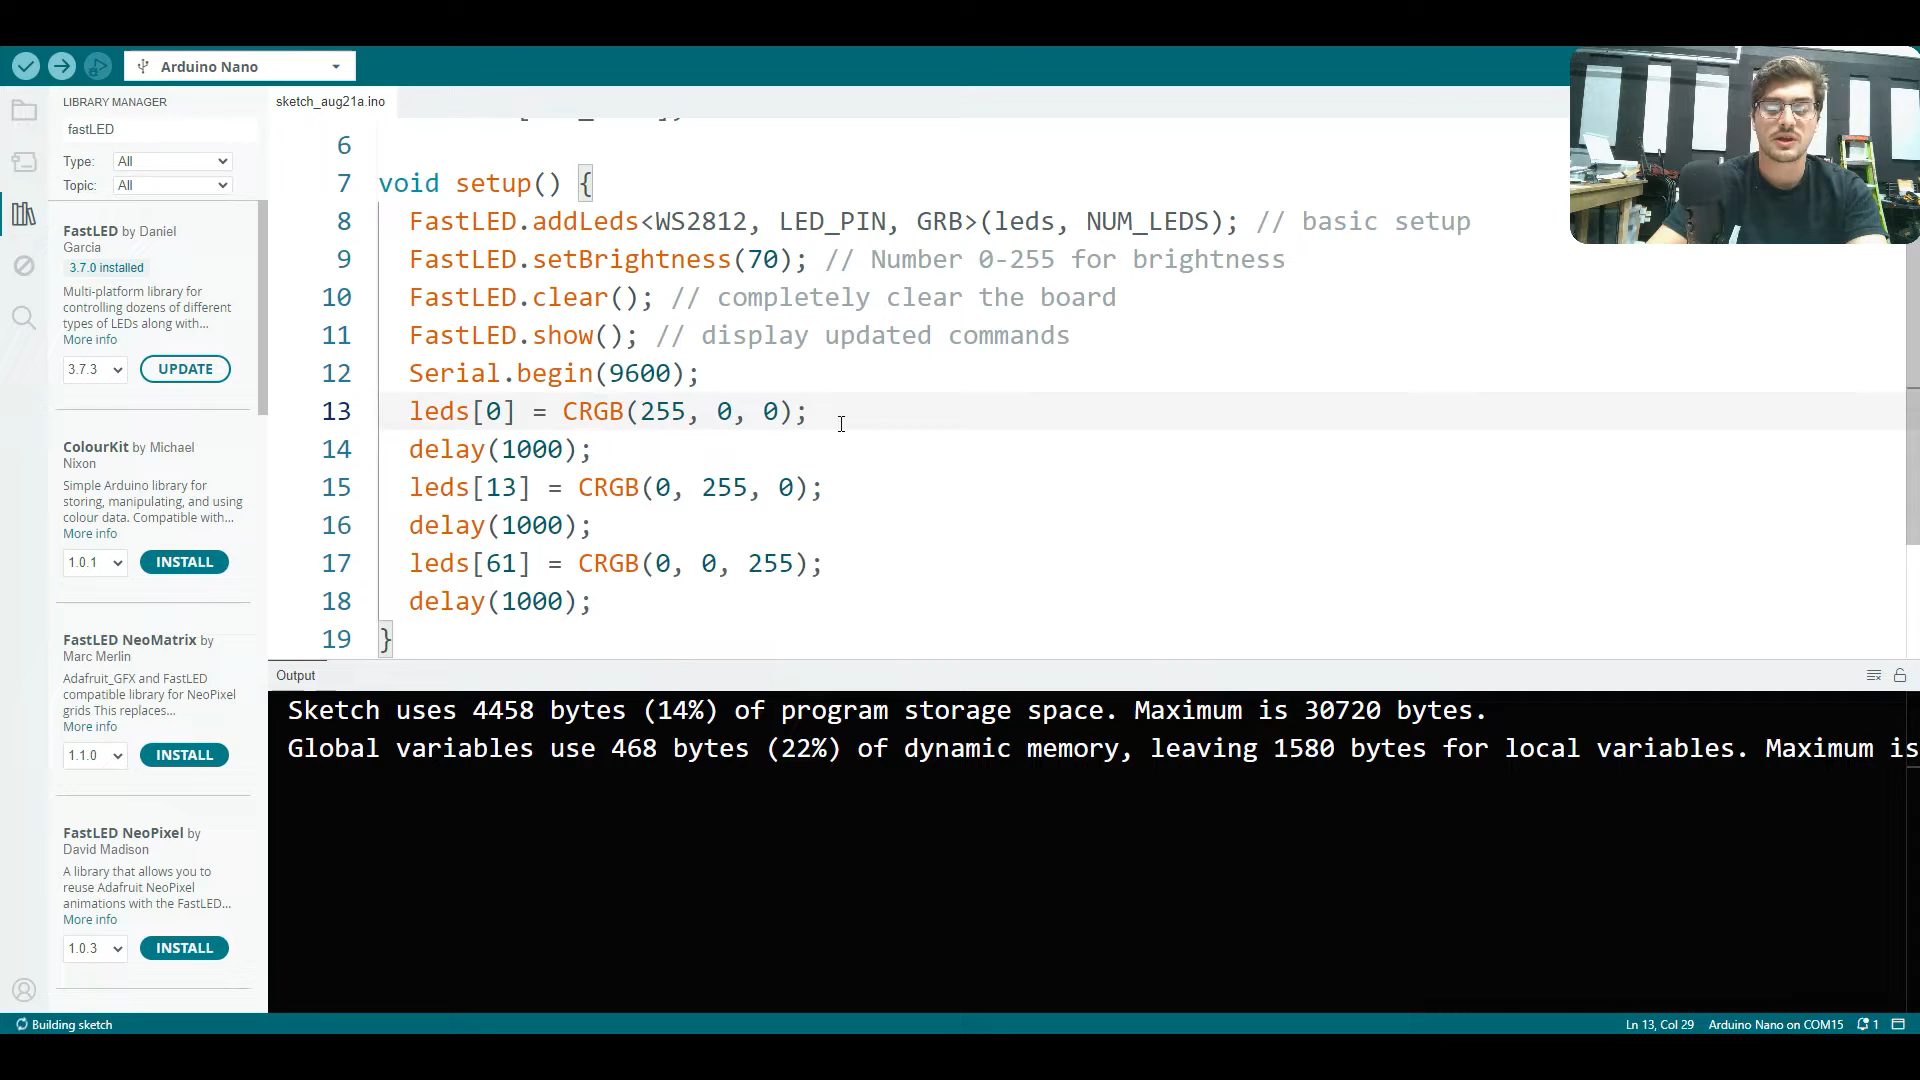 Arduino Nano
LIBRARY MANAGER
fastLED
Type: All
Topic: All
FastLED by Daniel
Garcia
3.7.0 installed
Multi-platform library for
controlling dozens of different
types of LEDs along with...
More info
3.7.3 UPDATE
ColourKit by Michael
Nixon
Simple Arduino library for
storing, manipulating, and using
colour data. Compatible with...
More info
1.0.1 INSTALL
FastLED NeoMatrix by
Marc Merlin
Adafruit_GFX and FastLED
compatible library for NeoPixel
grids This replaces...
More info
1.1.0 INSTALL
FastLED NeoPixel by
David Madison
A library that allows you to
reuse Adafruit NeoPixel
animations with the FastLED...
More info
1.0.3 INSTALL
sketch_aug21a.ino
6
7 void setup() {
8 FastLED.addLeds<WS2812, LED_PIN, GRB>(leds, NUM_LEDS); // basic setup
9 FastLED.setBrightness(70); // Number 0-255 for brightness
10 FastLED.clear(); // completely clear the board
11 FastLED.show(); // display updated commands
12 Serial.begin(9600);
13 leds[0] = CRGB(255, 0, 0);
14 delay(1000);
15 leds[13] = CRGB(0, 255, 0);
16 delay(1000);
17 leds[61] = CRGB(0, 0, 255);
18 delay(1000);
19 }
Output
Sketch uses 4458 bytes (14%) of program storage space. Maximum is 30720 bytes.
Global variables use 468 bytes (22%) of dynamic memory, leaving 1580 bytes for local variables. Maximum is
Building sketch
Ln 13, Col 29 Arduino Nano on COM15 1